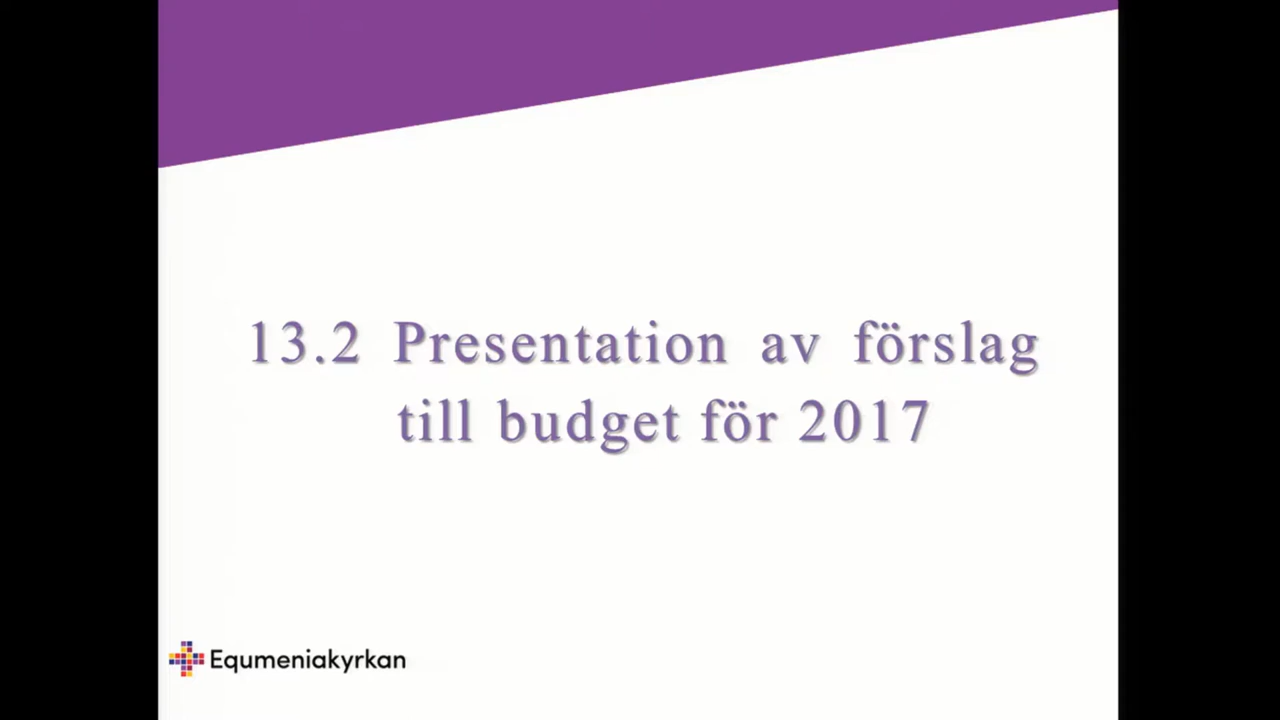 13.2 Presentation av förslag
till budget för 2017
Equmeniakyrkan